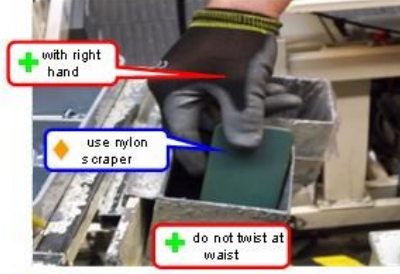 with right
hand
use nylon
scraper
do not twist at
waist